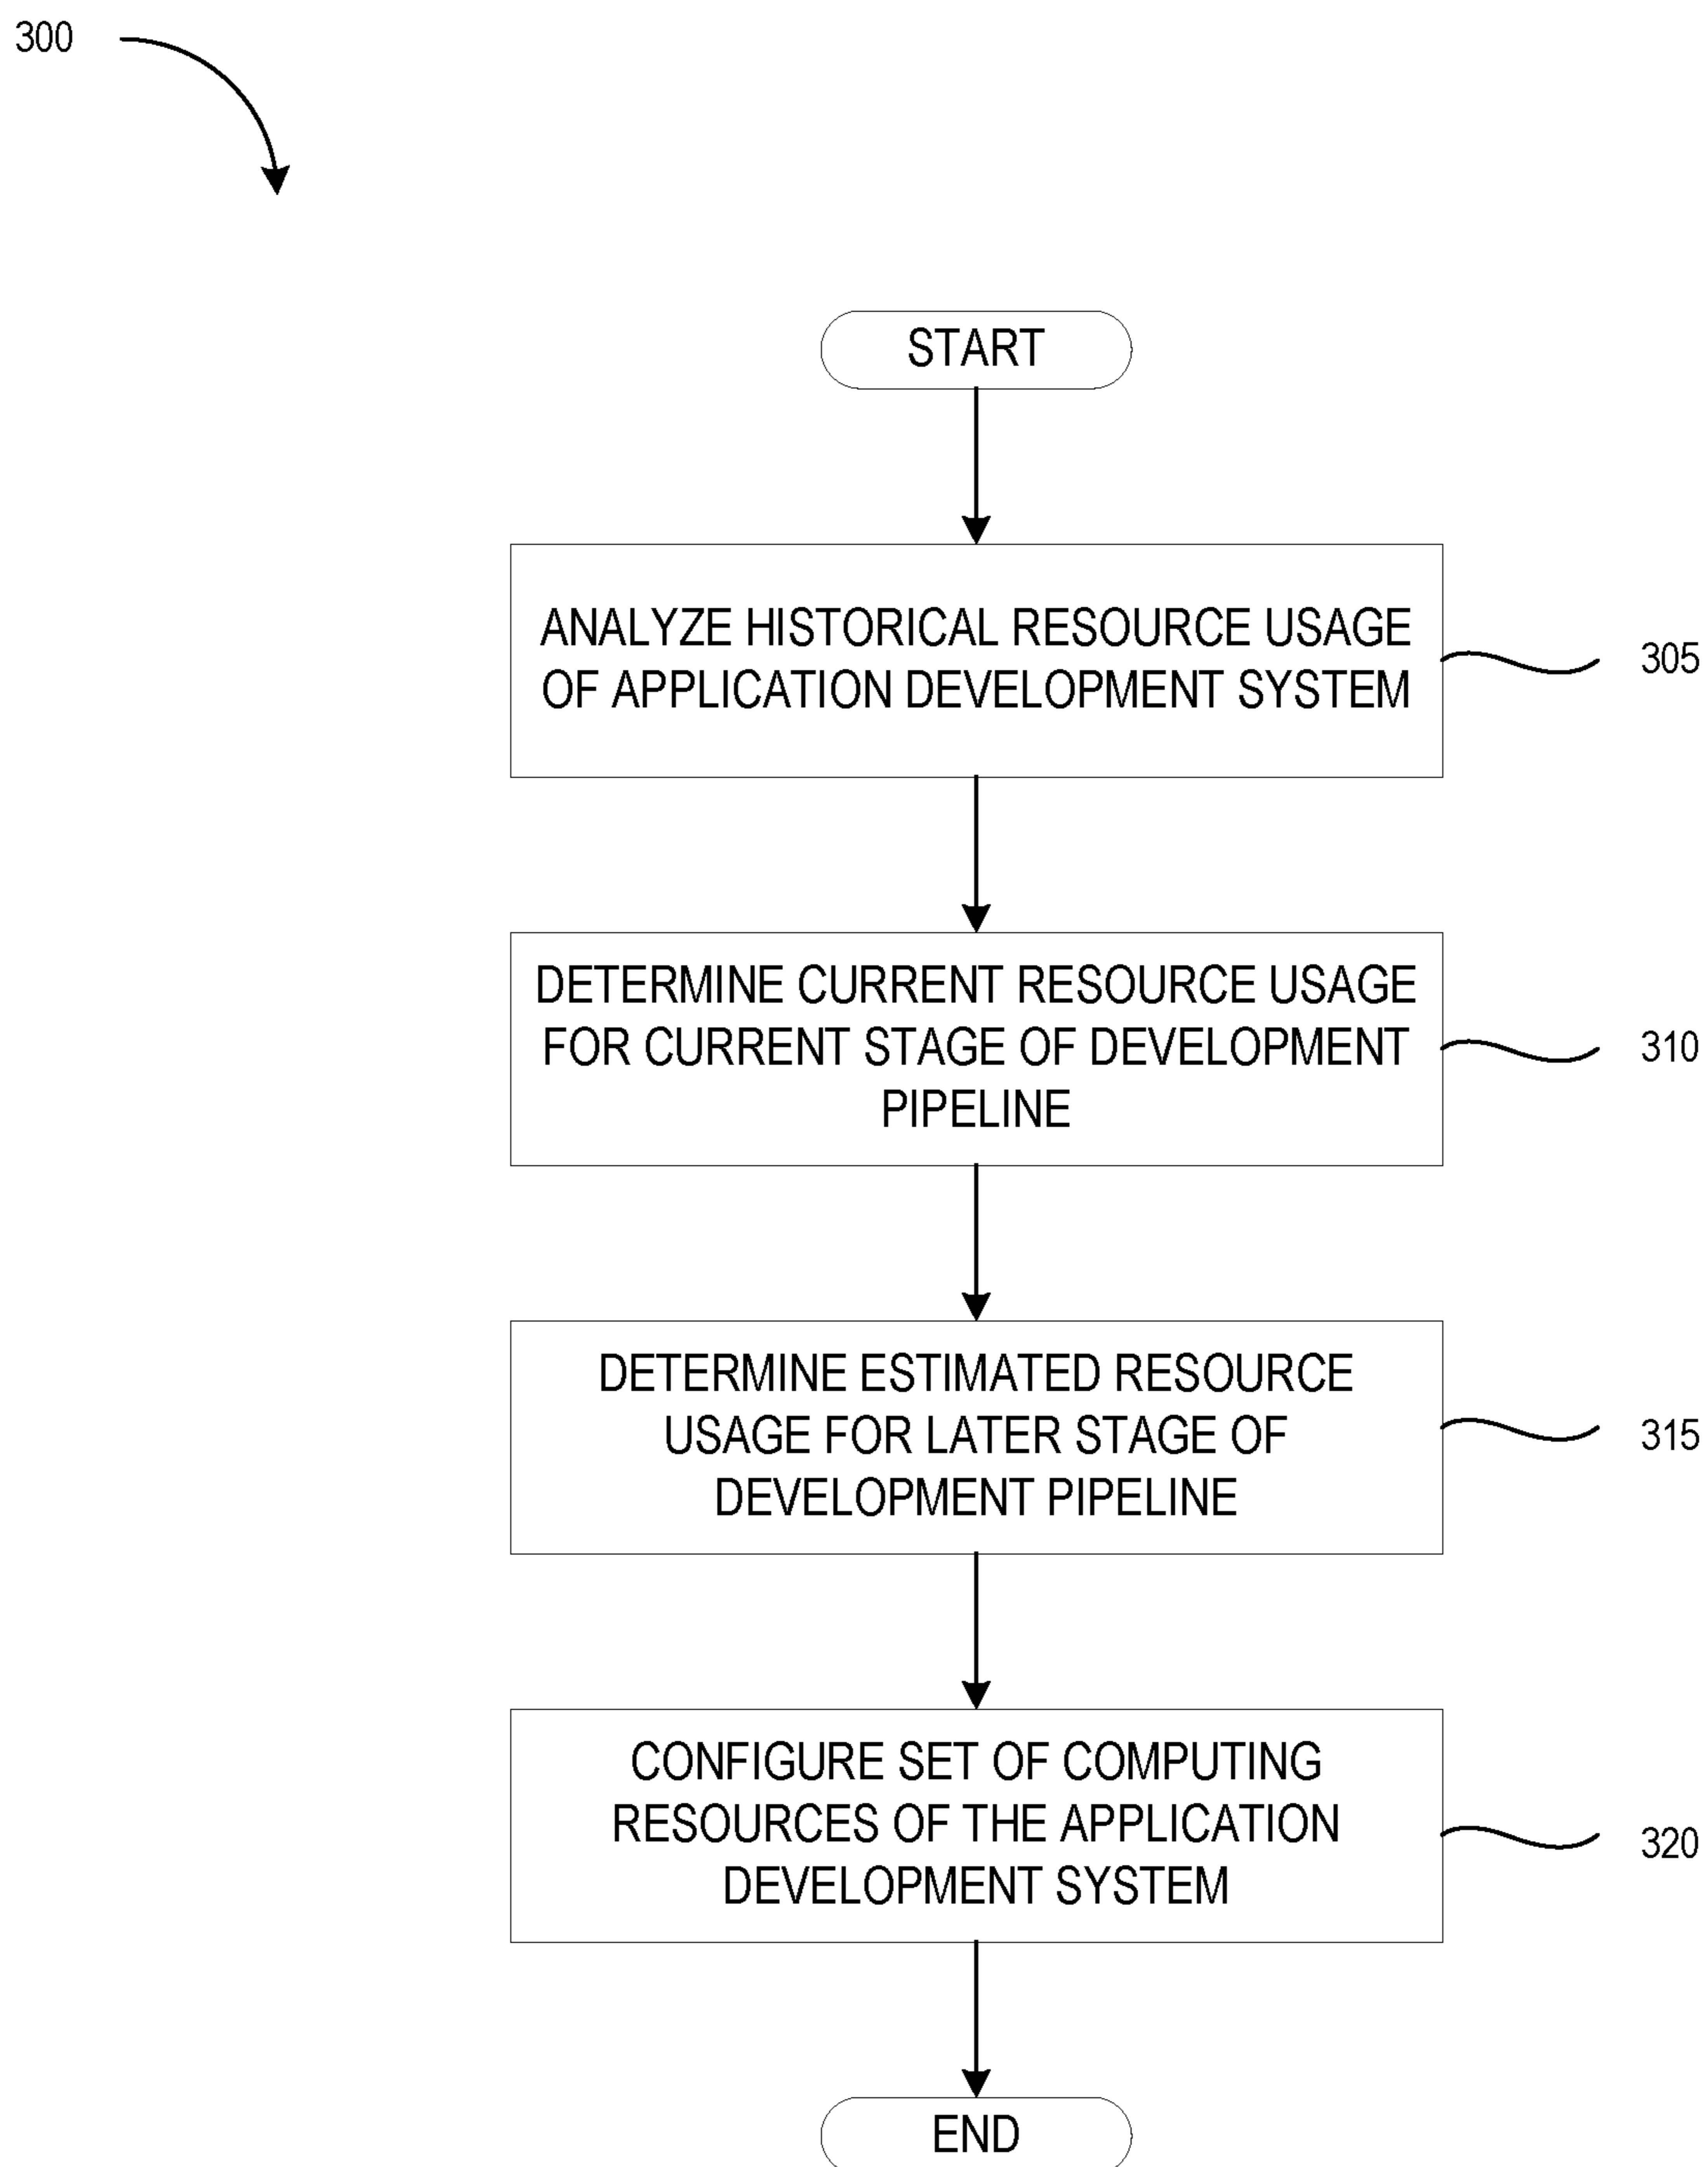 300
START
ANALYZE HISTORICAL RESOURCE USAGE
OF APPLICATION DEVELOPMENT SYSTEM
305
DETERMINE CURRENT RESOURCE USAGE
FOR CURRENT STAGE OF DEVELOPMENT
PIPELINE
310
DETERMINE ESTIMATED RESOURCE
USAGE FOR LATER STAGE OF
DEVELOPMENT PIPELINE
315
CONFIGURE SET OF COMPUTING
RESOURCES OF THE APPLICATION
DEVELOPMENT SYSTEM
320
END